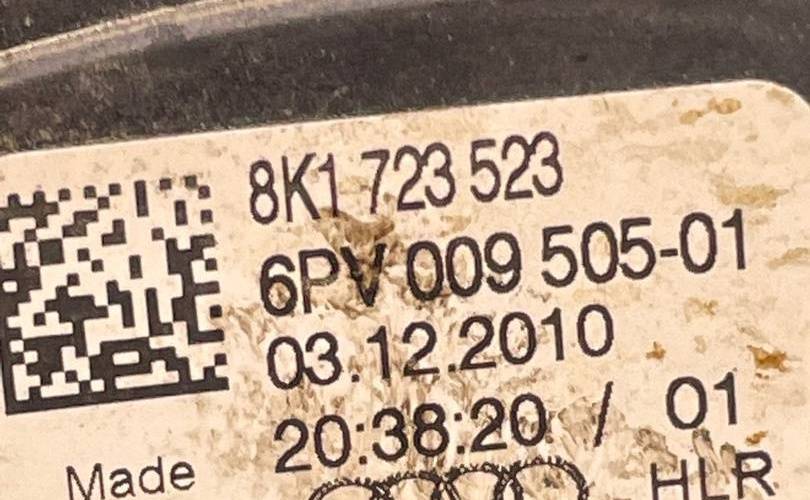 8K1 723 523
6PV 009 505-01
03.12.2010
20:38:20 / 01
Made
HLR